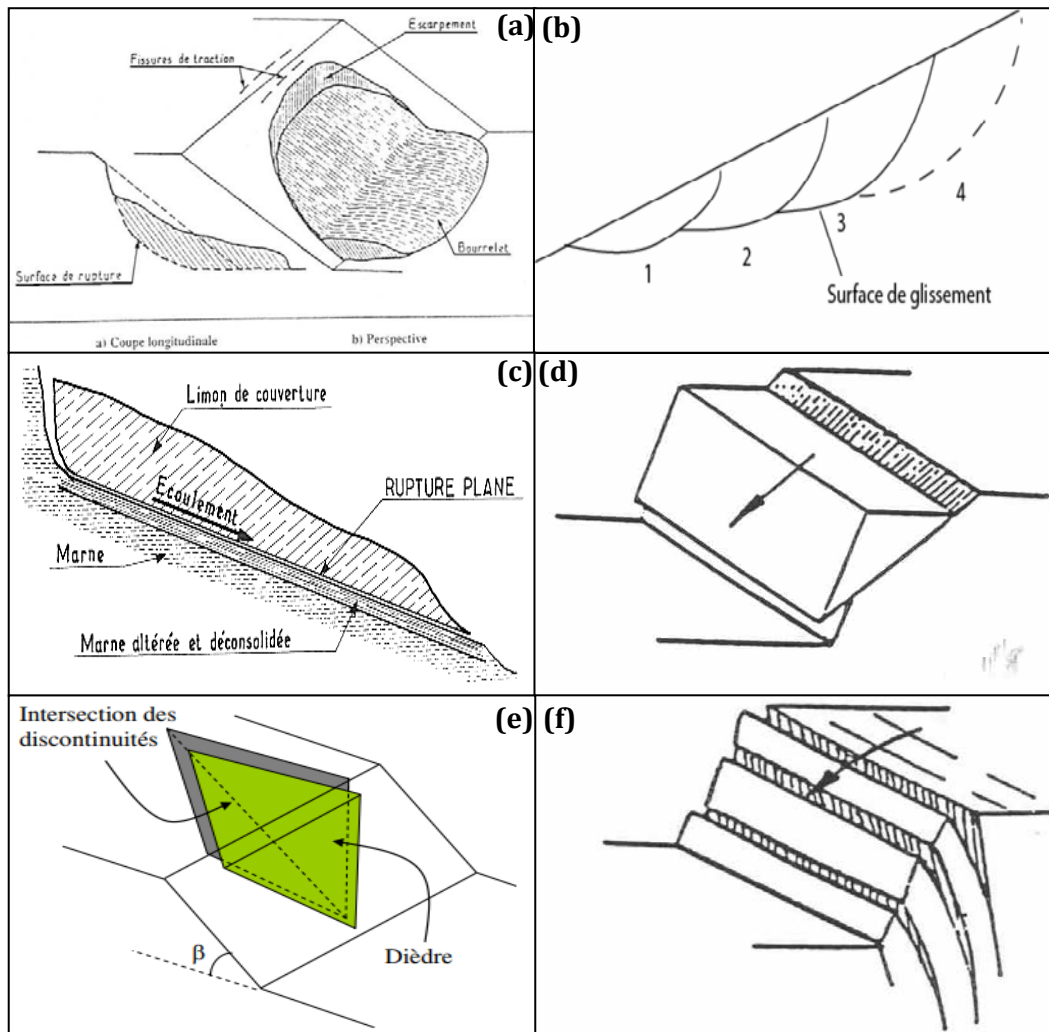 (a)
Escarpement
Fissures de traction
Surface de rupture
Bourrelet
a) Coupe longitudinale
b) Perspective
(b)
1
2
3
4
Surface de glissement
(c)
Limon de couverture
RUPTURE PLANE
Ecoulement
Marne
Marne altérée et déconsolidée
(d)
(e)
Intersection des
discontinuités
β
Dièdre
(f)